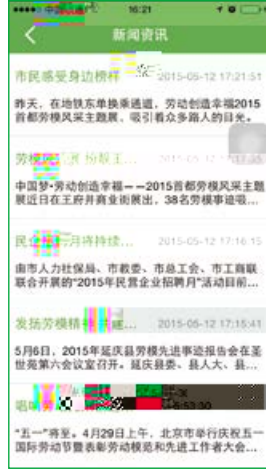 中国
16:21
新闻资讯
市民感受身边榜样
2015-05-12 17:21:51
昨天，在地铁东单换乘通道，劳动创造幸福2015
首都劳模风采主题展，吸引着众多路人的目光。
劳模
中国梦·劳动创造幸福——2015首都劳模风采主题
展近日在王府井商业街展出，38名劳模事迹吸...
月将持续...
2015-05-12 17:16:15
由市人力社保局、市教委、市总工会、市工商联
联合开展的“2015年民营企业招聘月”活动目前...
发扬劳模精
2015-05-12 17:15:41
5月6日，2015年延庆县劳模先进事迹报告会在圣
世苑第六会议室召开。延庆县委、县人大、县...
“五一”将至。4月29日上午，北京市举行庆祝五一
国际劳动节暨表彰劳动模范和先进工作者大会...